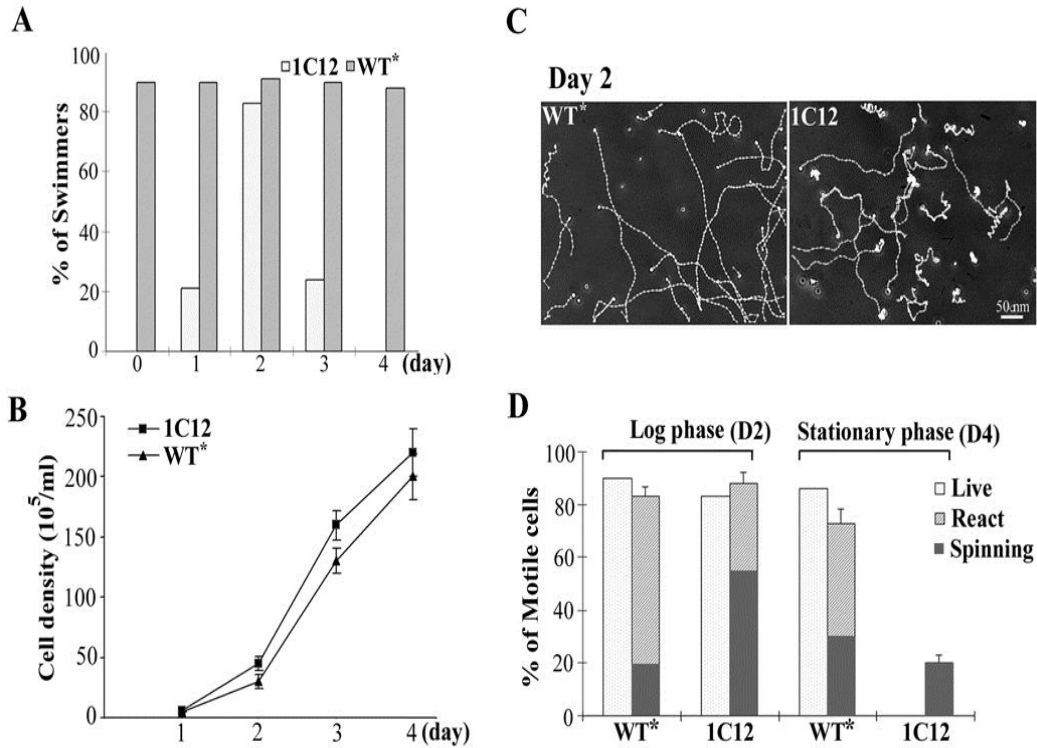 A
% of Swimmers
100
80
60
40
20
0
1C12 WT*
0 1 2 3 4 (day)
B
Cell density (10⁵/ml)
250
200
150
100
50
0
1C12
WT*
1 2 3 4 (day)
C
Day 2
WT* 1C12
50 nm
D
Log phase (D2) Stationary phase (D4)
% of Motile cells
100
80
60
40
20
0
Live
React
Spinning
WT* 1C12 WT* 1C12